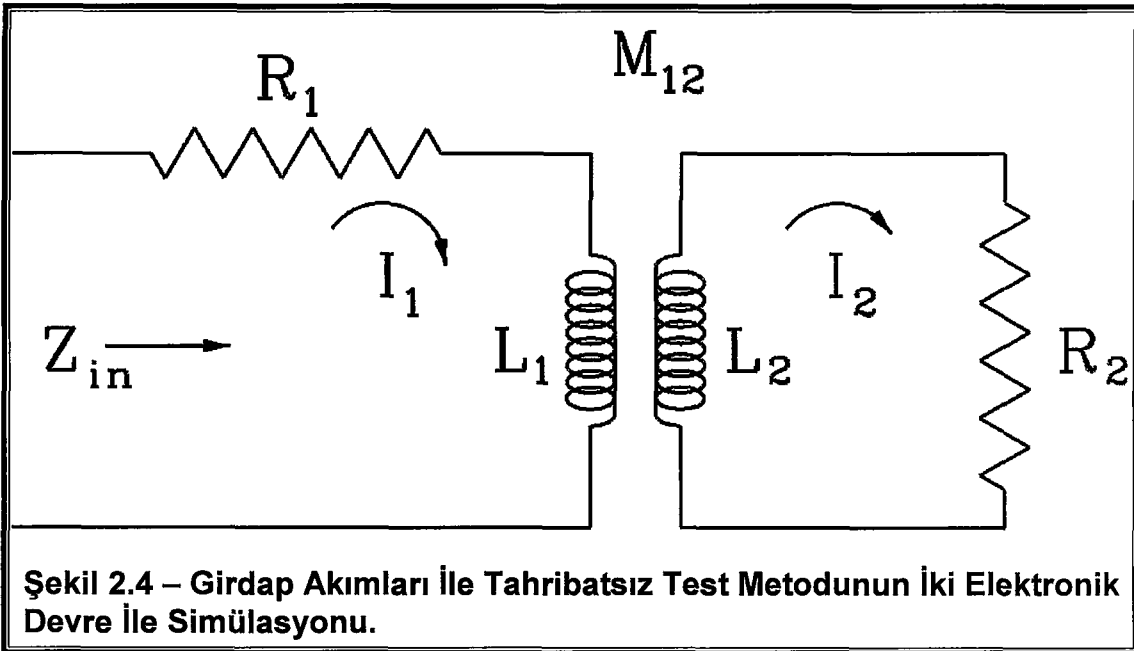 M₁₂
R₁
I₁
I₂
Z_in
L₁
L₂
R₂
Şekil 2.4 – Girdap Akımları İle Tahribatsız Test Metodunun İki Elektronik
Devre İle Simülasyonu.